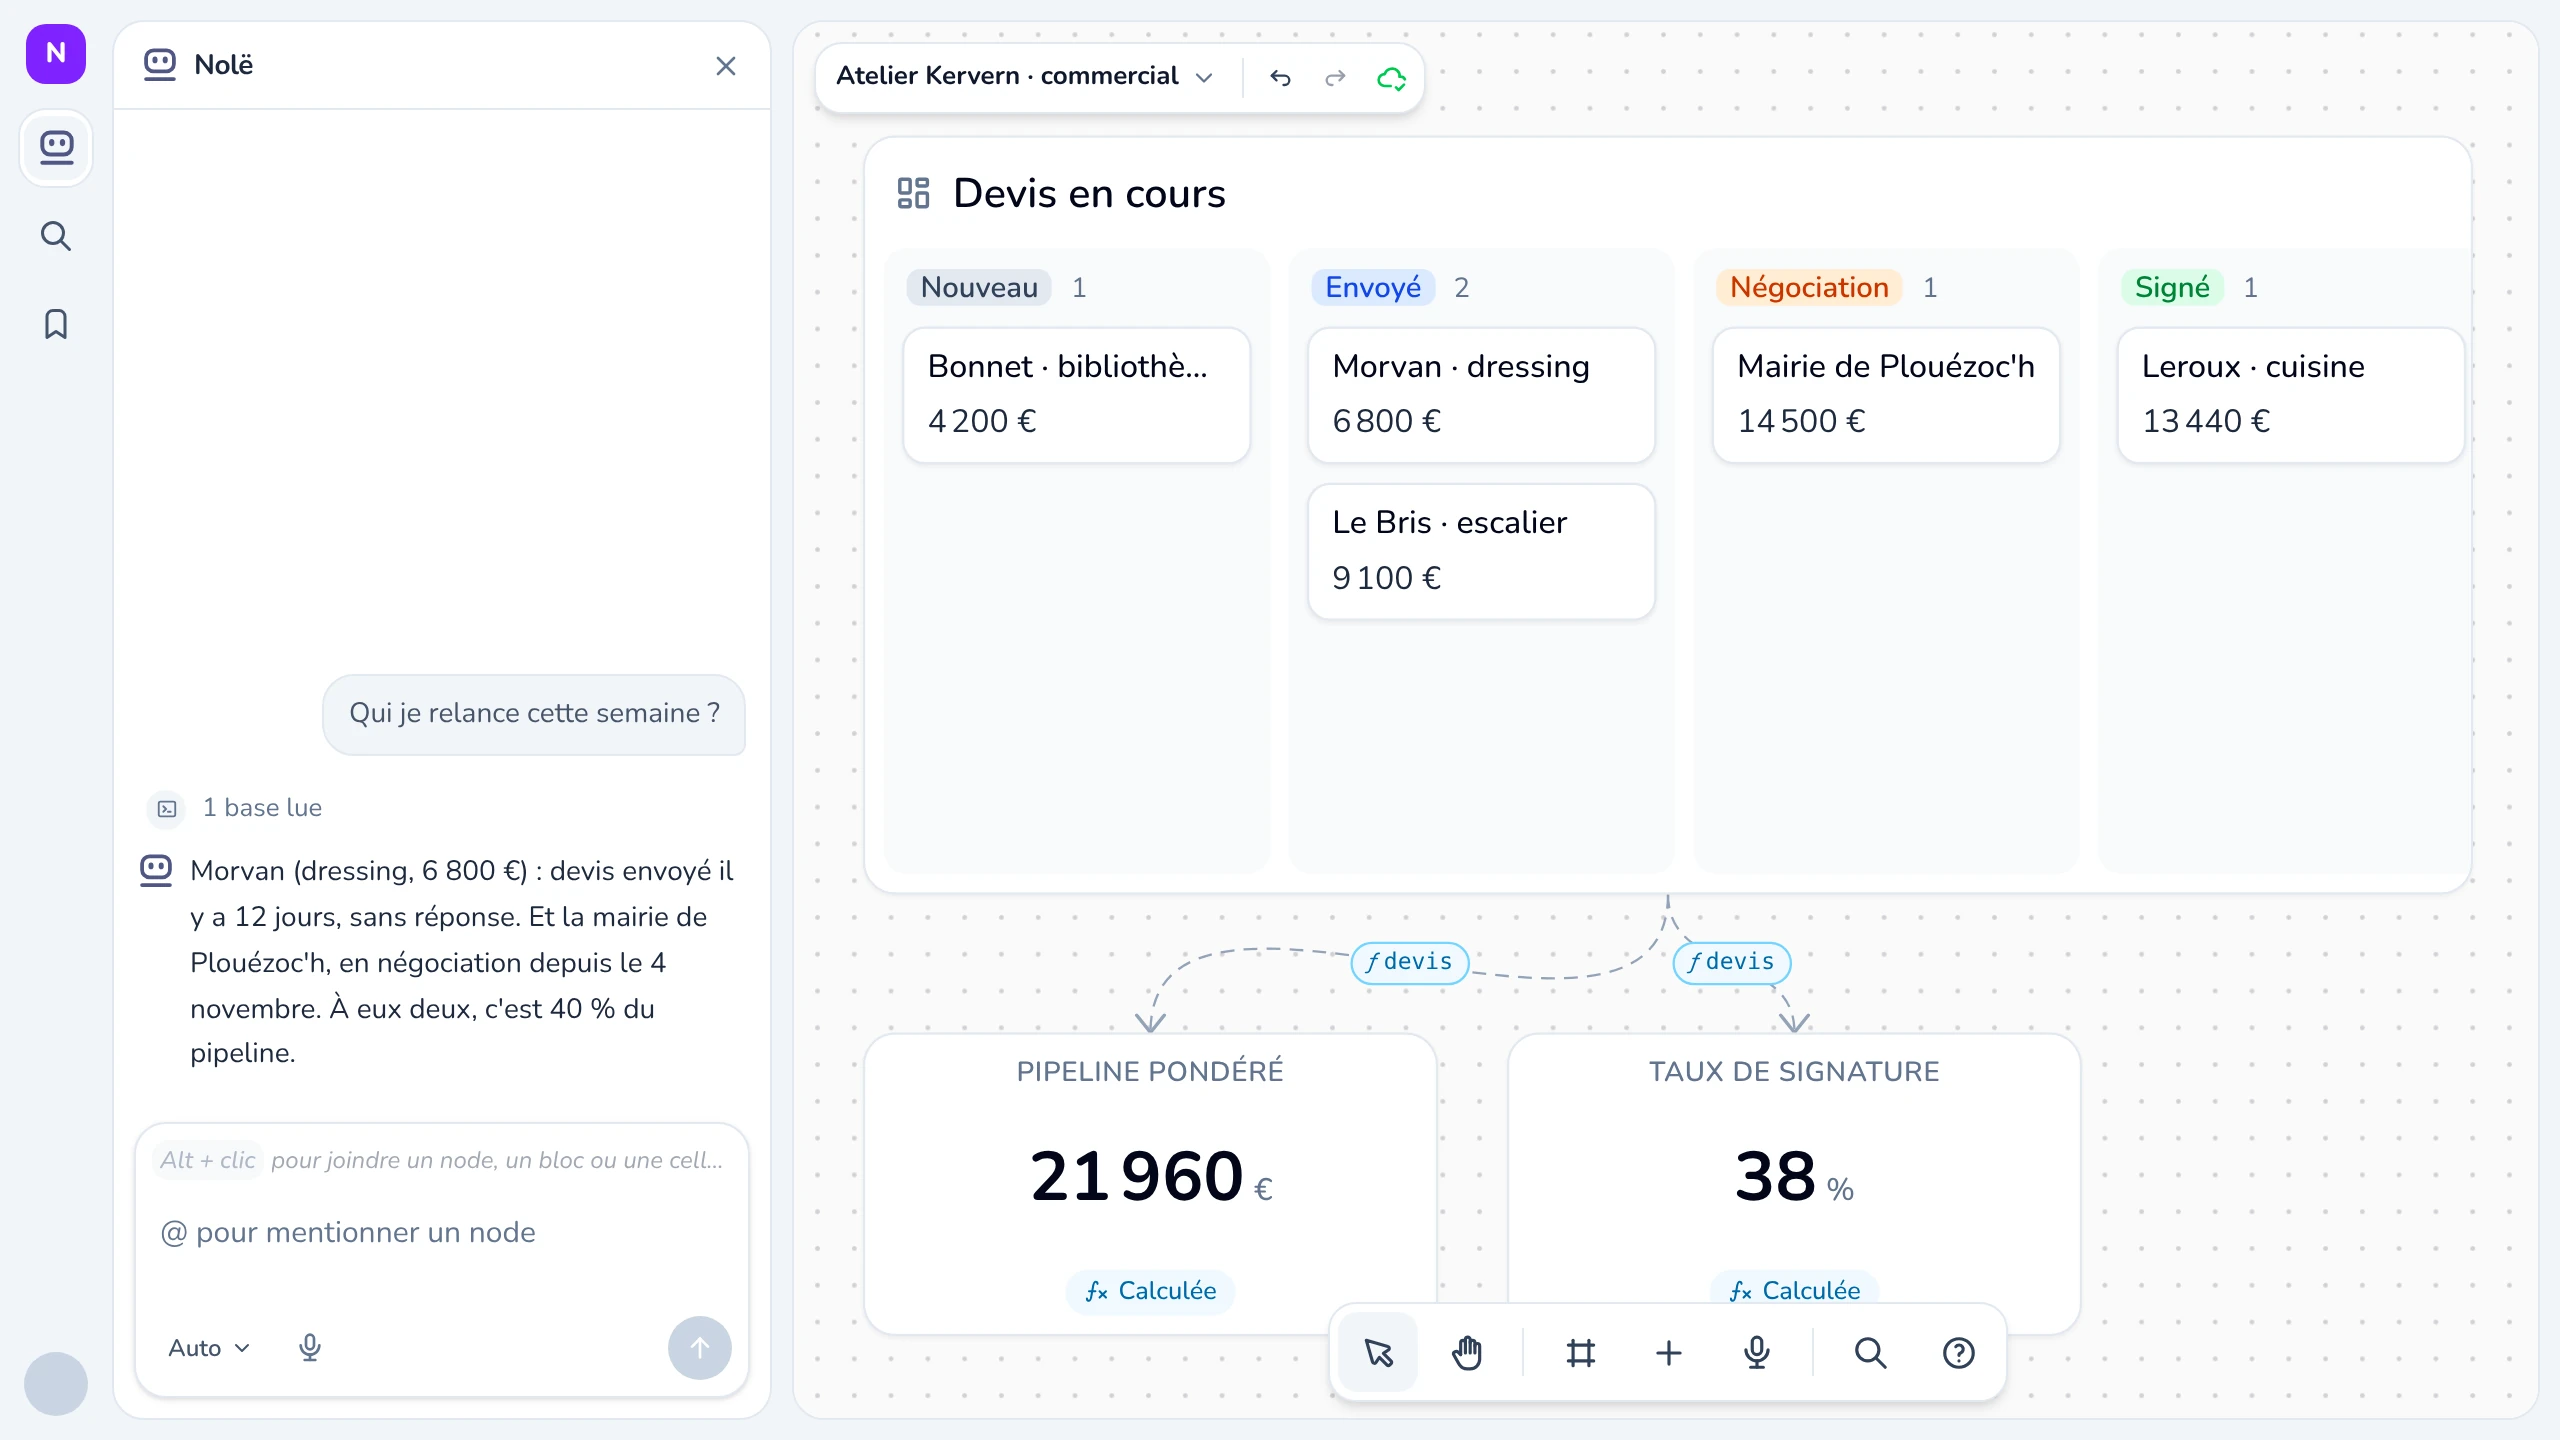 N
Nolë
Qui je relance cette semaine ?
1 base lue
Morvan (dressing, 6 800 €) : devis envoyé il
y a 12 jours, sans réponse. Et la mairie de
Plouézoc'h, en négociation depuis le 4
novembre. À eux deux, c'est 40 % du
pipeline.
Alt + clic pour joindre un node, un bloc ou une cell...
@ pour mentionner un node
Auto
Atelier Kervern · commercial
Devis en cours
Nouveau 1
Bonnet · bibliothè...
4 200 €
Envoyé 2
Morvan · dressing
6 800 €
Le Bris · escalier
9 100 €
Négociation 1
Mairie de Plouézoc'h
14 500 €
Signé 1
Leroux · cuisine
13 440 €
ƒ devis
ƒ devis
PIPELINE PONDÉRÉ
21 960 €
ƒx Calculée
TAUX DE SIGNATURE
38 %
ƒx Calculée